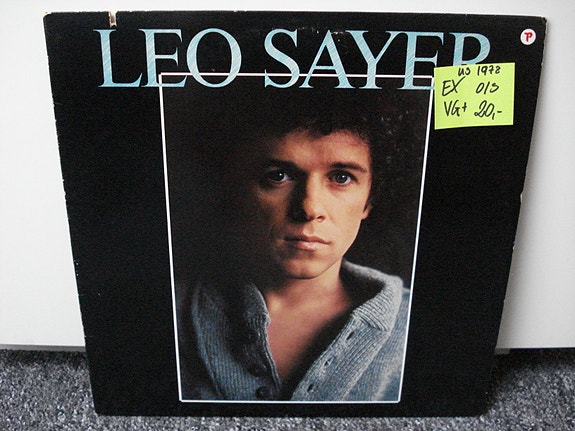 LEO SAYER
P
US 1978
EX O/S
VG+ 20,-